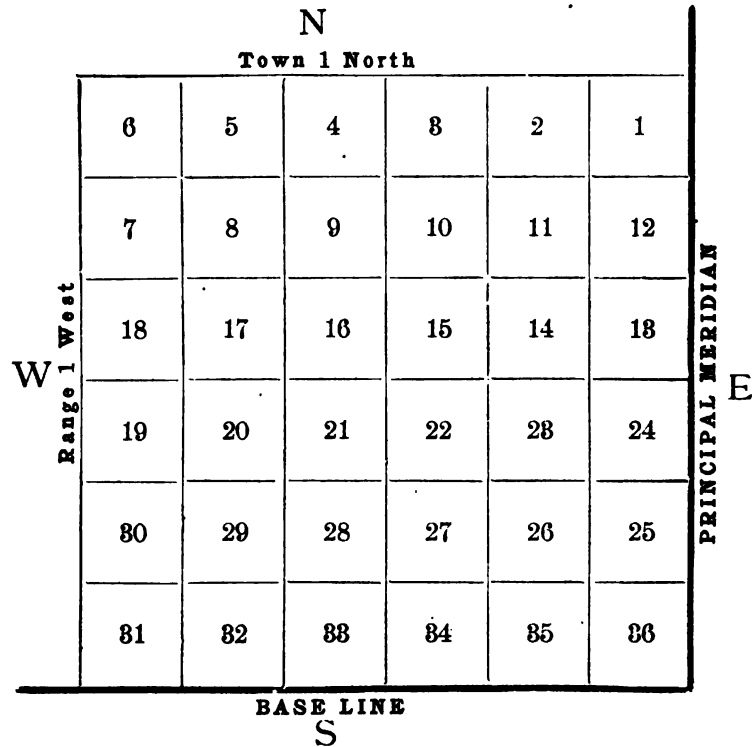 N
Town 1 North
6 5 4 3 2 1
7 8 9 10 11 12
18 17 16 15 14 13
W
Range 1 West
PRINCIPAL MERIDIAN
E
19 20 21 22 23 24
30 29 28 27 26 25
31 32 33 34 35 36
BASE LINE
S